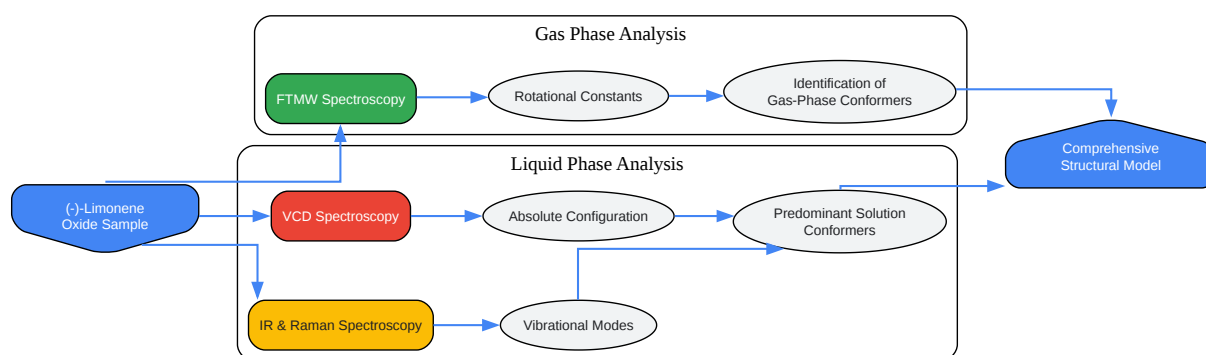 Gas Phase Analysis
FTMW Spectroscopy
Rotational Constants
Identification of
Gas-Phase Conformers
Comprehensive
Structural Model
Liquid Phase Analysis
(-)-Limonene
Oxide Sample
VCD Spectroscopy
Absolute Configuration
Predominant Solution
Conformers
IR & Raman Spectroscopy
Vibrational Modes